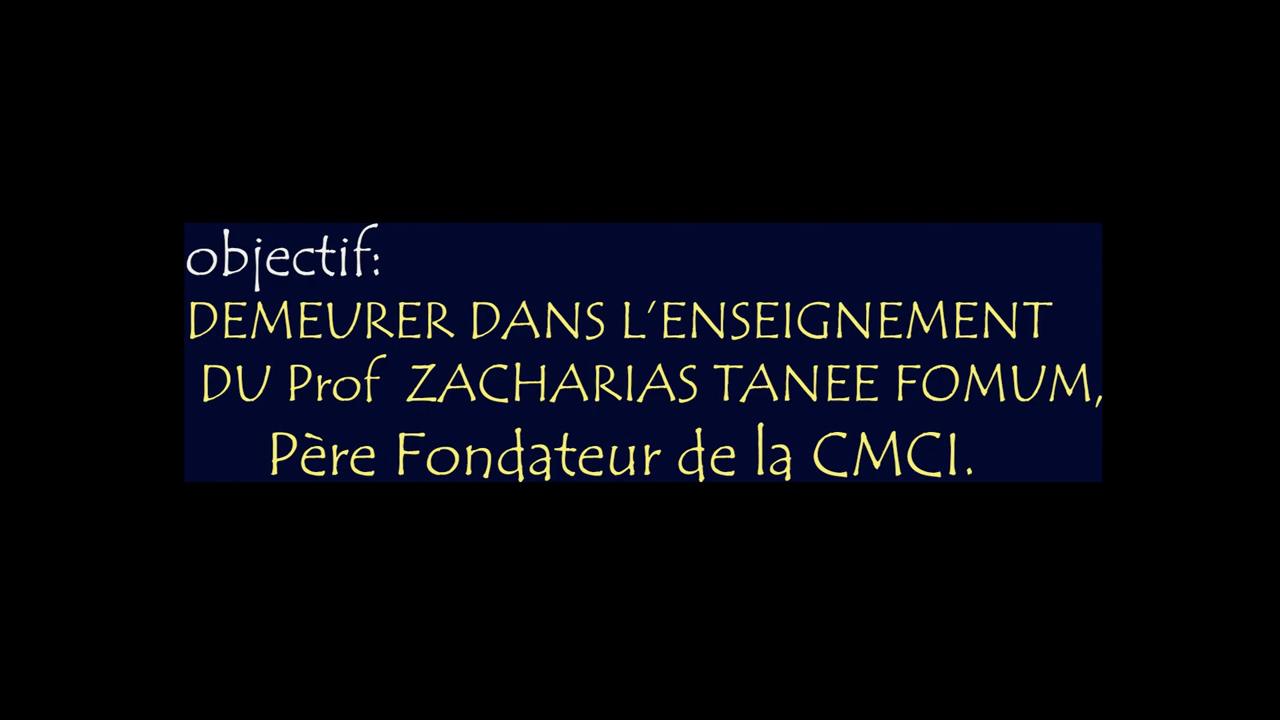 objectif:
DEMEURER DANS L'ENSEIGNEMENT
DU Prof ZACHARIAS TANEE FOMUM,
Père Fondateur de la CMCI.